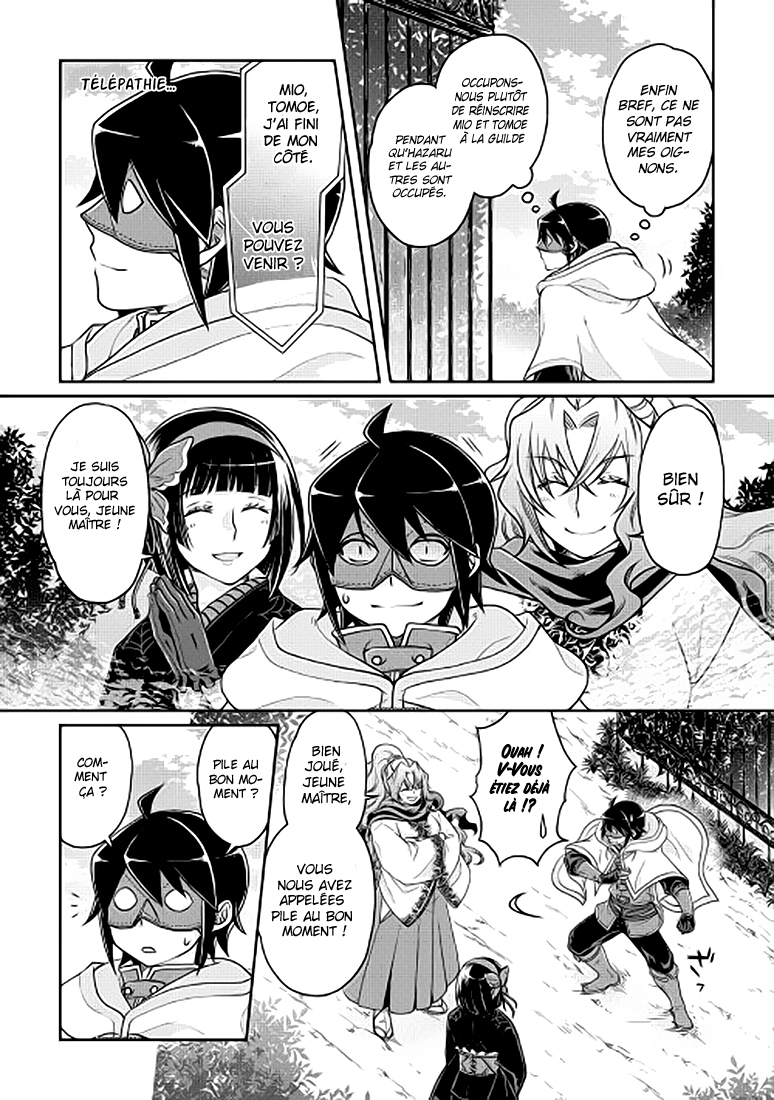 ENFIN
BREF, CE NE
SONT PAS
VRAIMENT
MES OIG-
NONS.
OCCUPONS-
NOUS PLUTÔT
DE RÉINSCRIRE
MIO ET TOMOE
À LA GUILDE
PENDANT
QU'HAZARU
ET LES AU-
TRES SONT
OCCUPÉS.
TÉLÉPATHIE...
MIO,
TOMOE,
J'AI FINI
DE MON
CÔTÉ.
VOUS
POUVEZ
VENIR ?
BIEN
SÛR !
JE SUIS
TOUJOURS
LÀ POUR
VOUS, JEUNE
MAÎTRE !
OUAH !
V-VOUS
ÉTIEZ DÉJÀ
LÀ !?
BIEN
JOUÉ,
JEUNE
MAÎTRE,
VOUS
NOUS AVEZ
APPELÉES
PILE AU BON
MOMENT !
PILE AU
BON MO-
MENT ?
COM-
MENT
ÇA ?